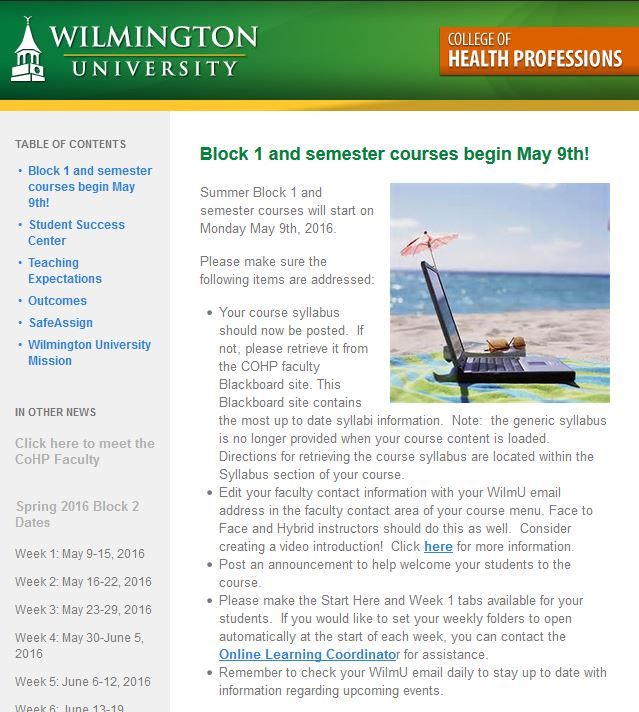 WILMINGTON
UNIVERSITY
COLLEGE OF
HEALTH PROFESSIONS
TABLE OF CONTENTS
• Block 1 and semester
courses begin May
9th!
• Student Success
Center
• Teaching
Expectations
• Outcomes
• SafeAssign
• Wilmington University
Mission
IN OTHER NEWS
Click here to meet the
CoHP Faculty
Spring 2016 Block 2
Dates
Week 1: May 9-15, 2016
Week 2: May 16-22, 2016
Week 3: May 23-29, 2016
Week 4: May 30-June 5,
2016
Week 5: June 6-12, 2016
Week 6: June 13-19
Block 1 and semester courses begin May 9th!
Summer Block 1 and
semester courses will start on
Monday May 9th, 2016.
Please make sure the
following items are addressed:
• Your course syllabus
should now be posted.  If
not, please retrieve it from
the COHP faculty
Blackboard site. This
Blackboard site contains
the most up to date syllabi information.  Note:  the generic syllabus
is no longer provided when your course content is loaded.
Directions for retrieving the course syllabus are located within the
Syllabus section of your course.
• Edit your faculty contact information with your WilmU email
address in the faculty contact area of your course menu. Face to
Face and Hybrid instructors should do this as well.  Consider
creating a video introduction!  Click here for more information.
• Post an announcement to help welcome your students to the
course.
• Please make the Start Here and Week 1 tabs available for your
students.  If you would like to set your weekly folders to open
automatically at the start of each week, you can contact the
Online Learning Coordinator for assistance.
• Remember to check your WilmU email daily to stay up to date with
information regarding upcoming events.